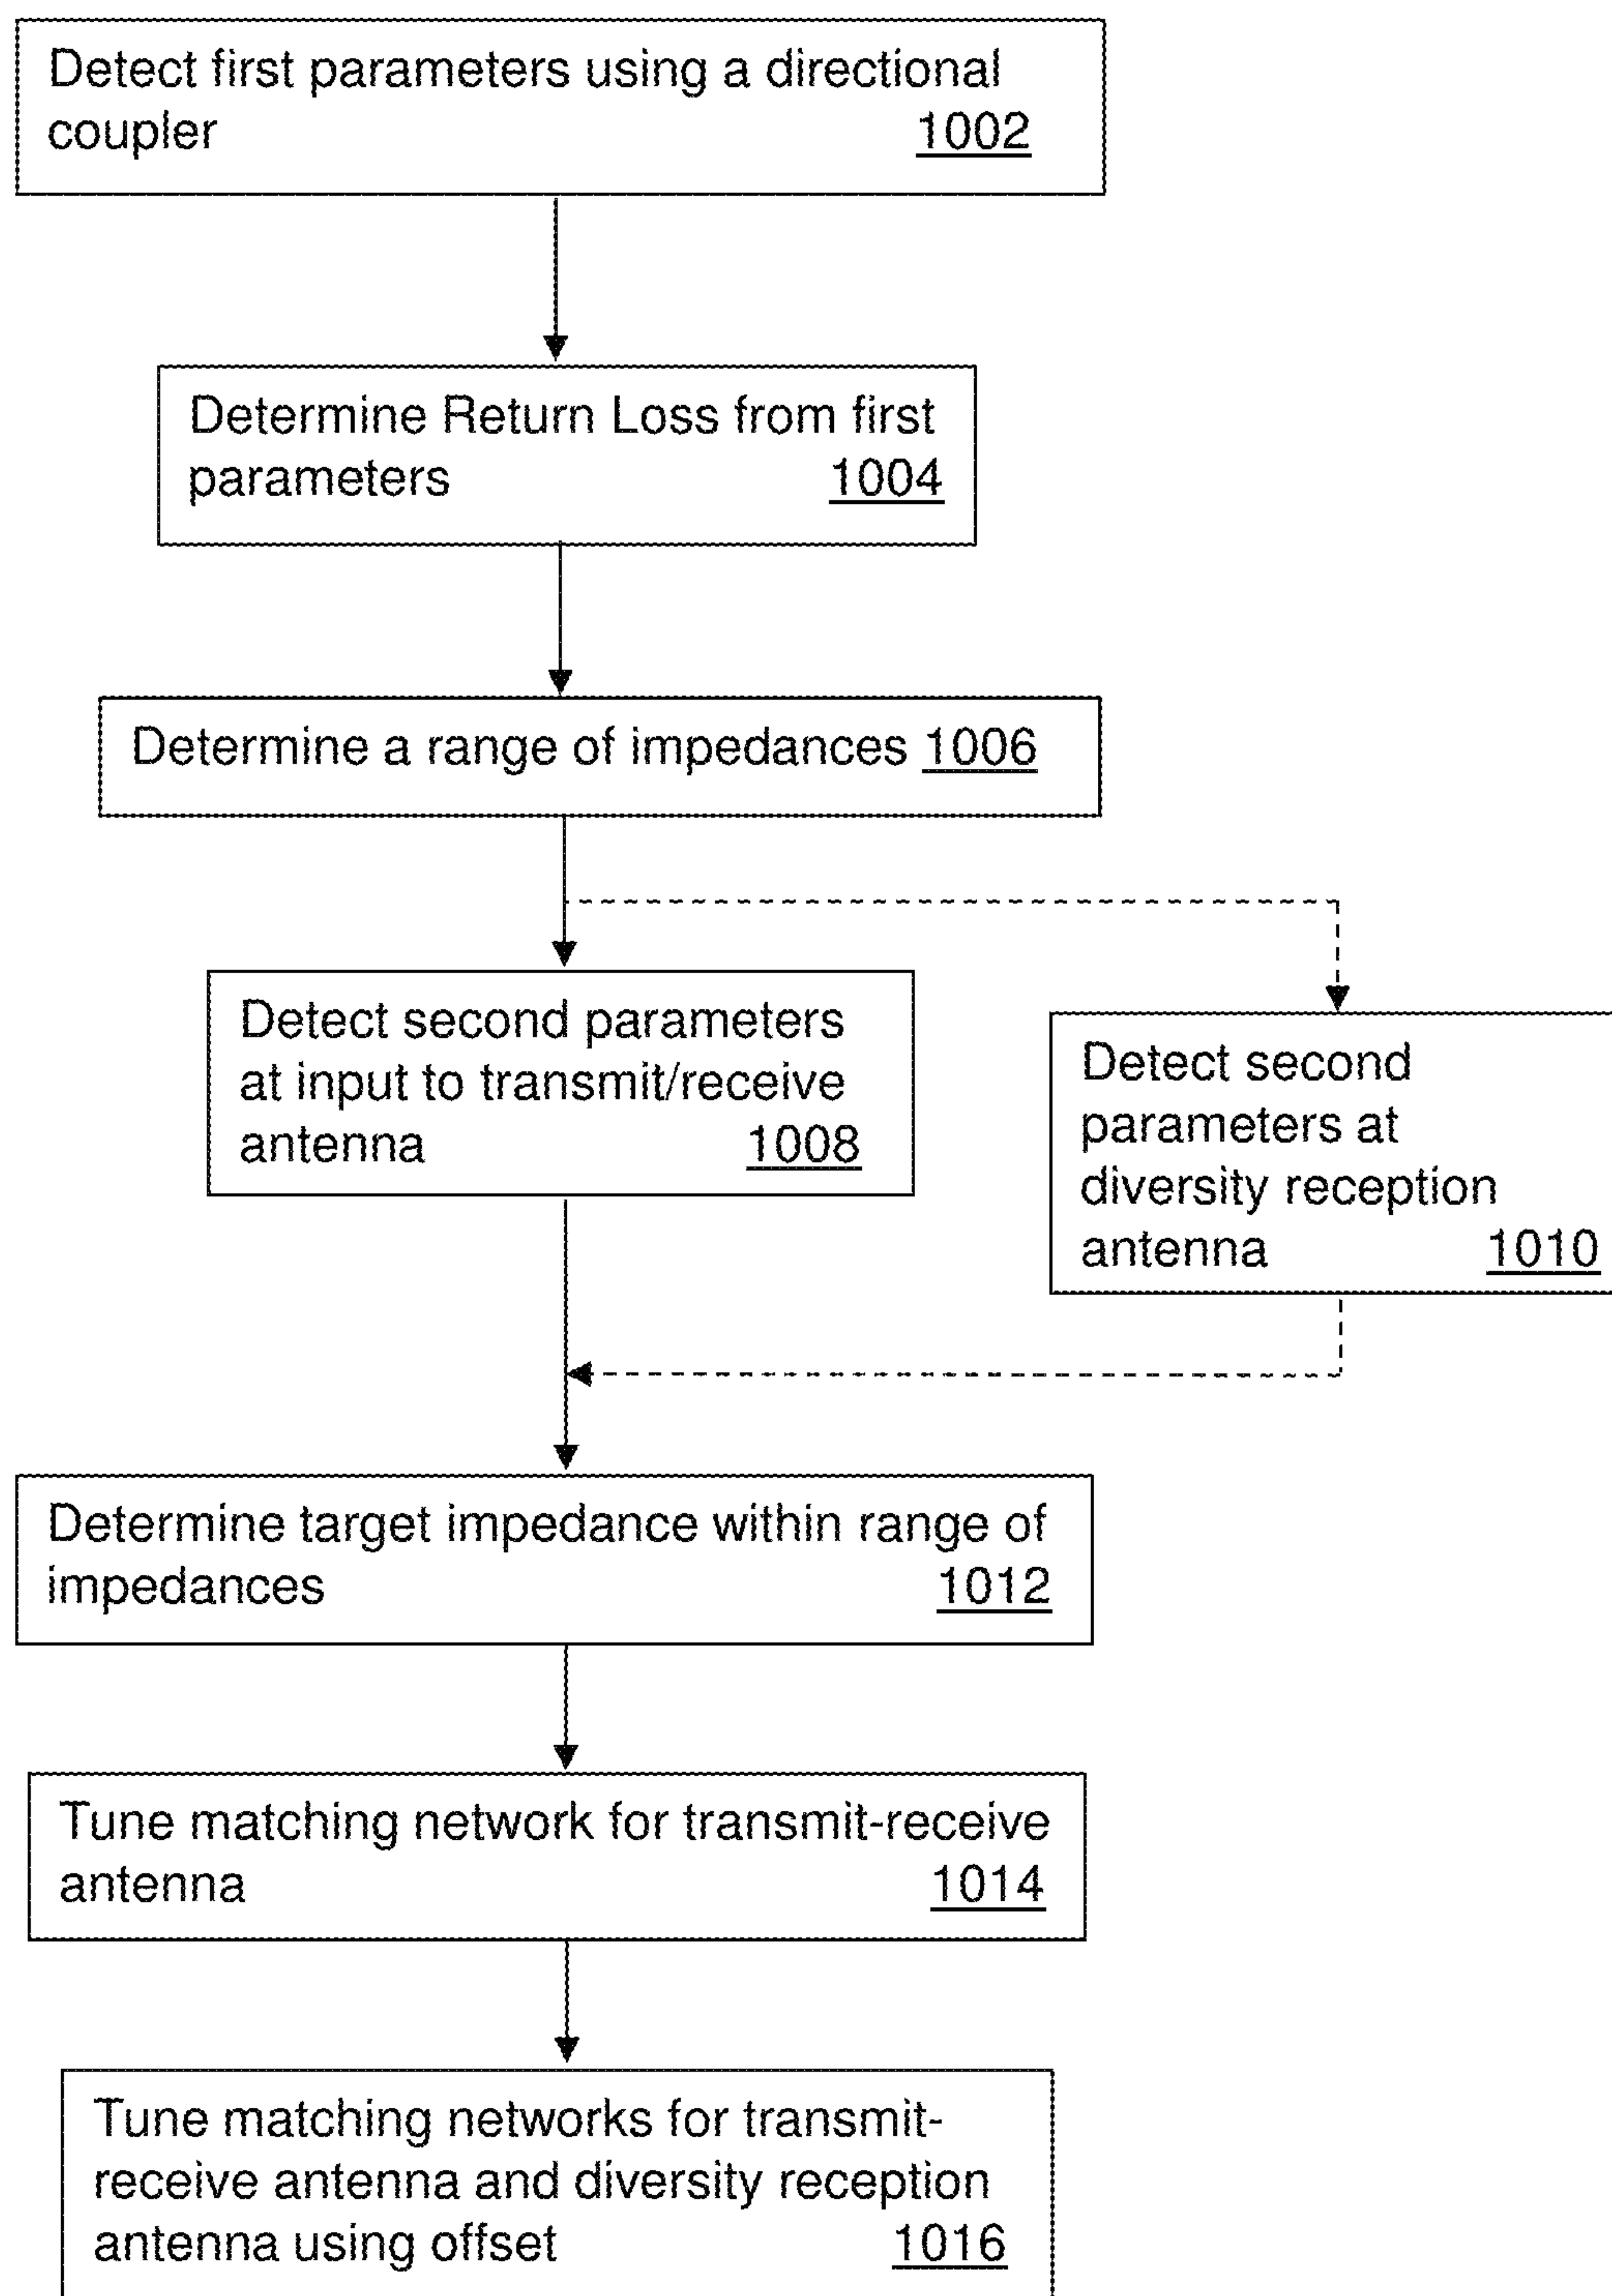 Detect first parameters using a directional
coupler 1002
Determine Return Loss from first
parameters 1004
Determine a range of impedances 1006
Detect second parameters
at input to transmit/receive
antenna 1008
Detect second
parameters at
diversity reception
antenna 1010
Determine target impedance within range of
impedances 1012
Tune matching network for transmit-receive
antenna 1014
Tune matching networks for transmit-
receive antenna and diversity reception
antenna using offset 1016